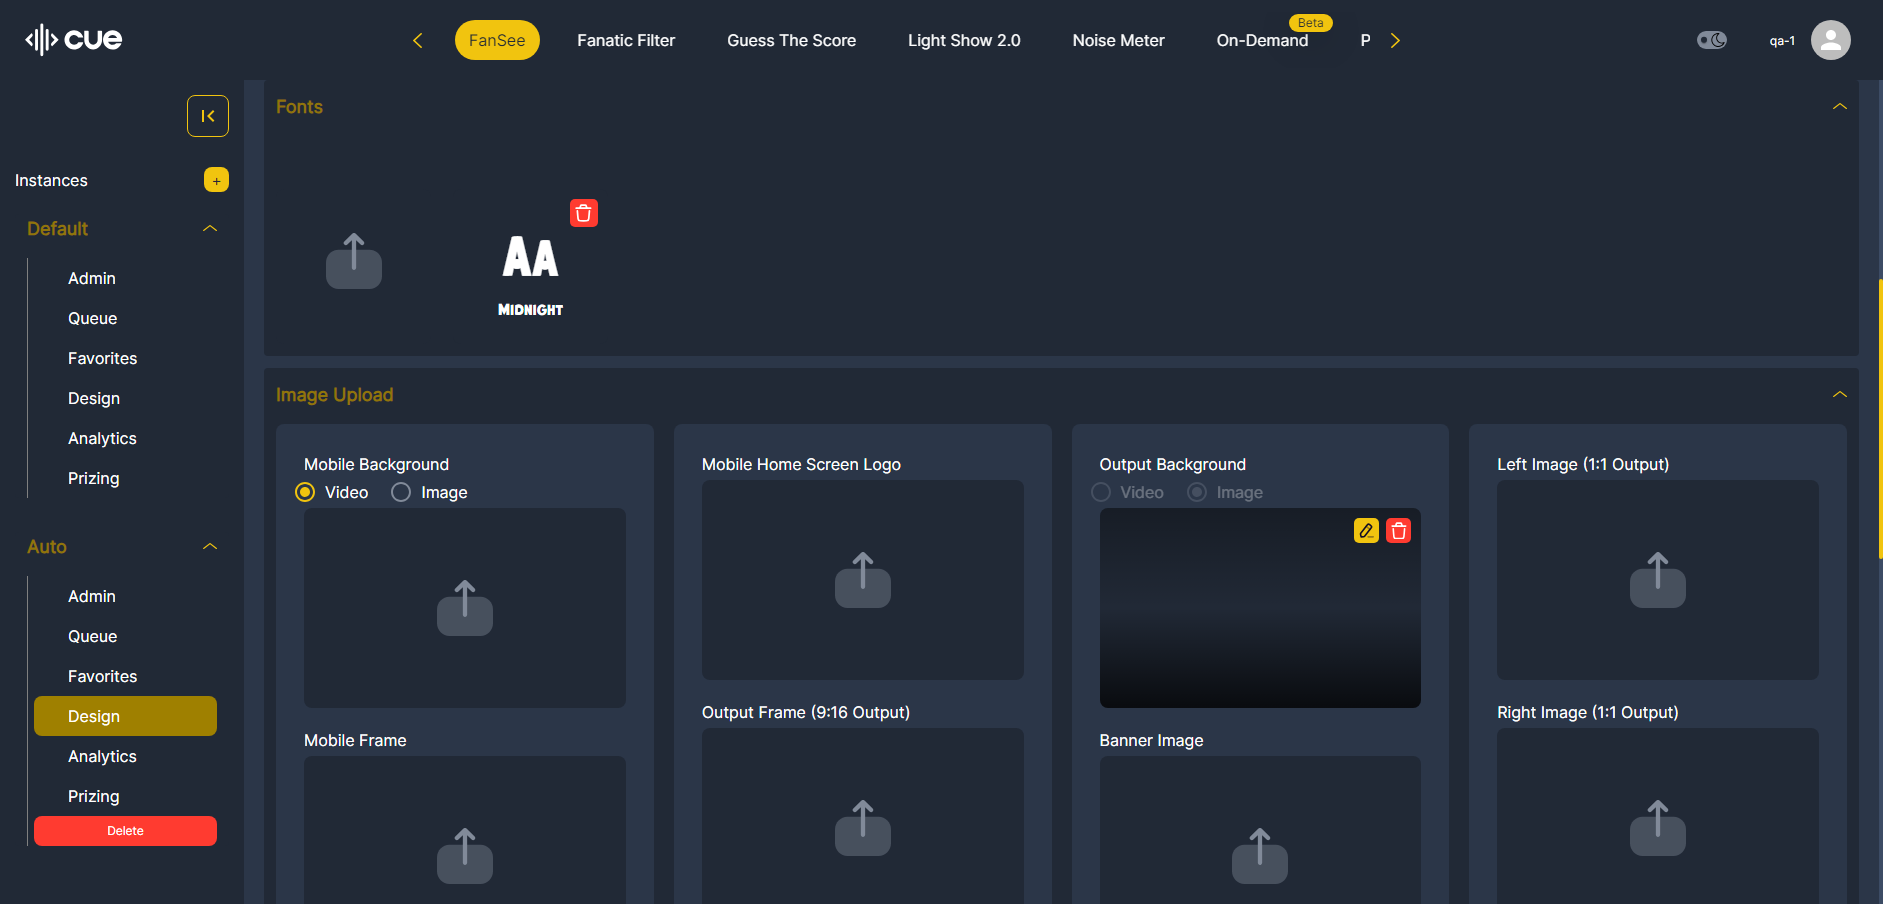 cue
FanSee
Fanatic Filter
Guess The Score
Light Show 2.0
Noise Meter
On-Demand
Beta
P
qa-1
Instances
+
Default
Admin
Queue
Favorites
Design
Analytics
Prizing
Auto
Admin
Queue
Favorites
Design
Analytics
Prizing
Delete
Fonts
AA
MIDNIGHT
Image Upload
Mobile Background
Video Image
Mobile Frame
Mobile Home Screen Logo
Output Frame (9:16 Output)
Output Background
Video Image
Banner Image
Left Image (1:1 Output)
Right Image (1:1 Output)